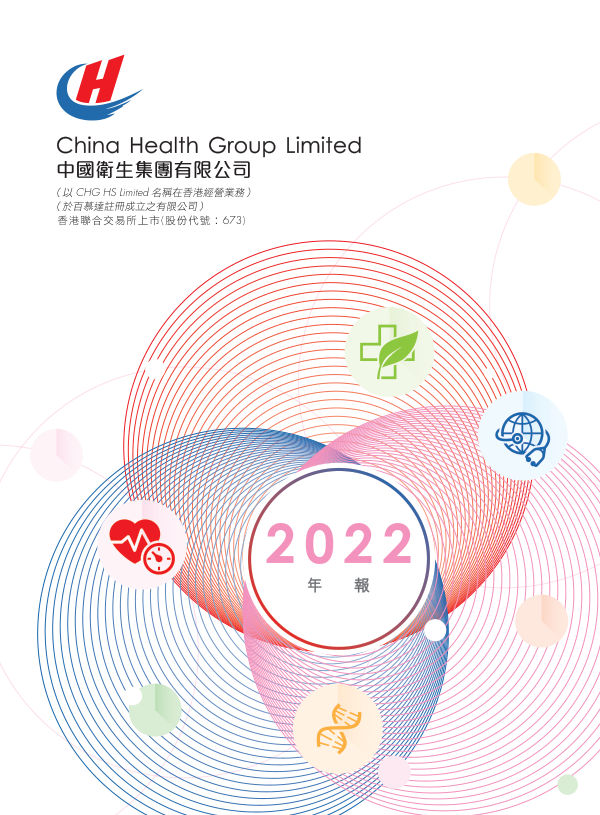 CH
China Health Group Limited
中國衛生集團有限公司
（以 CHG HS Limited 名稱在香港經營業務）
（於百慕達註冊成立之有限公司）
香港聯合交易所上市(股份代號：673)
2022
年 報